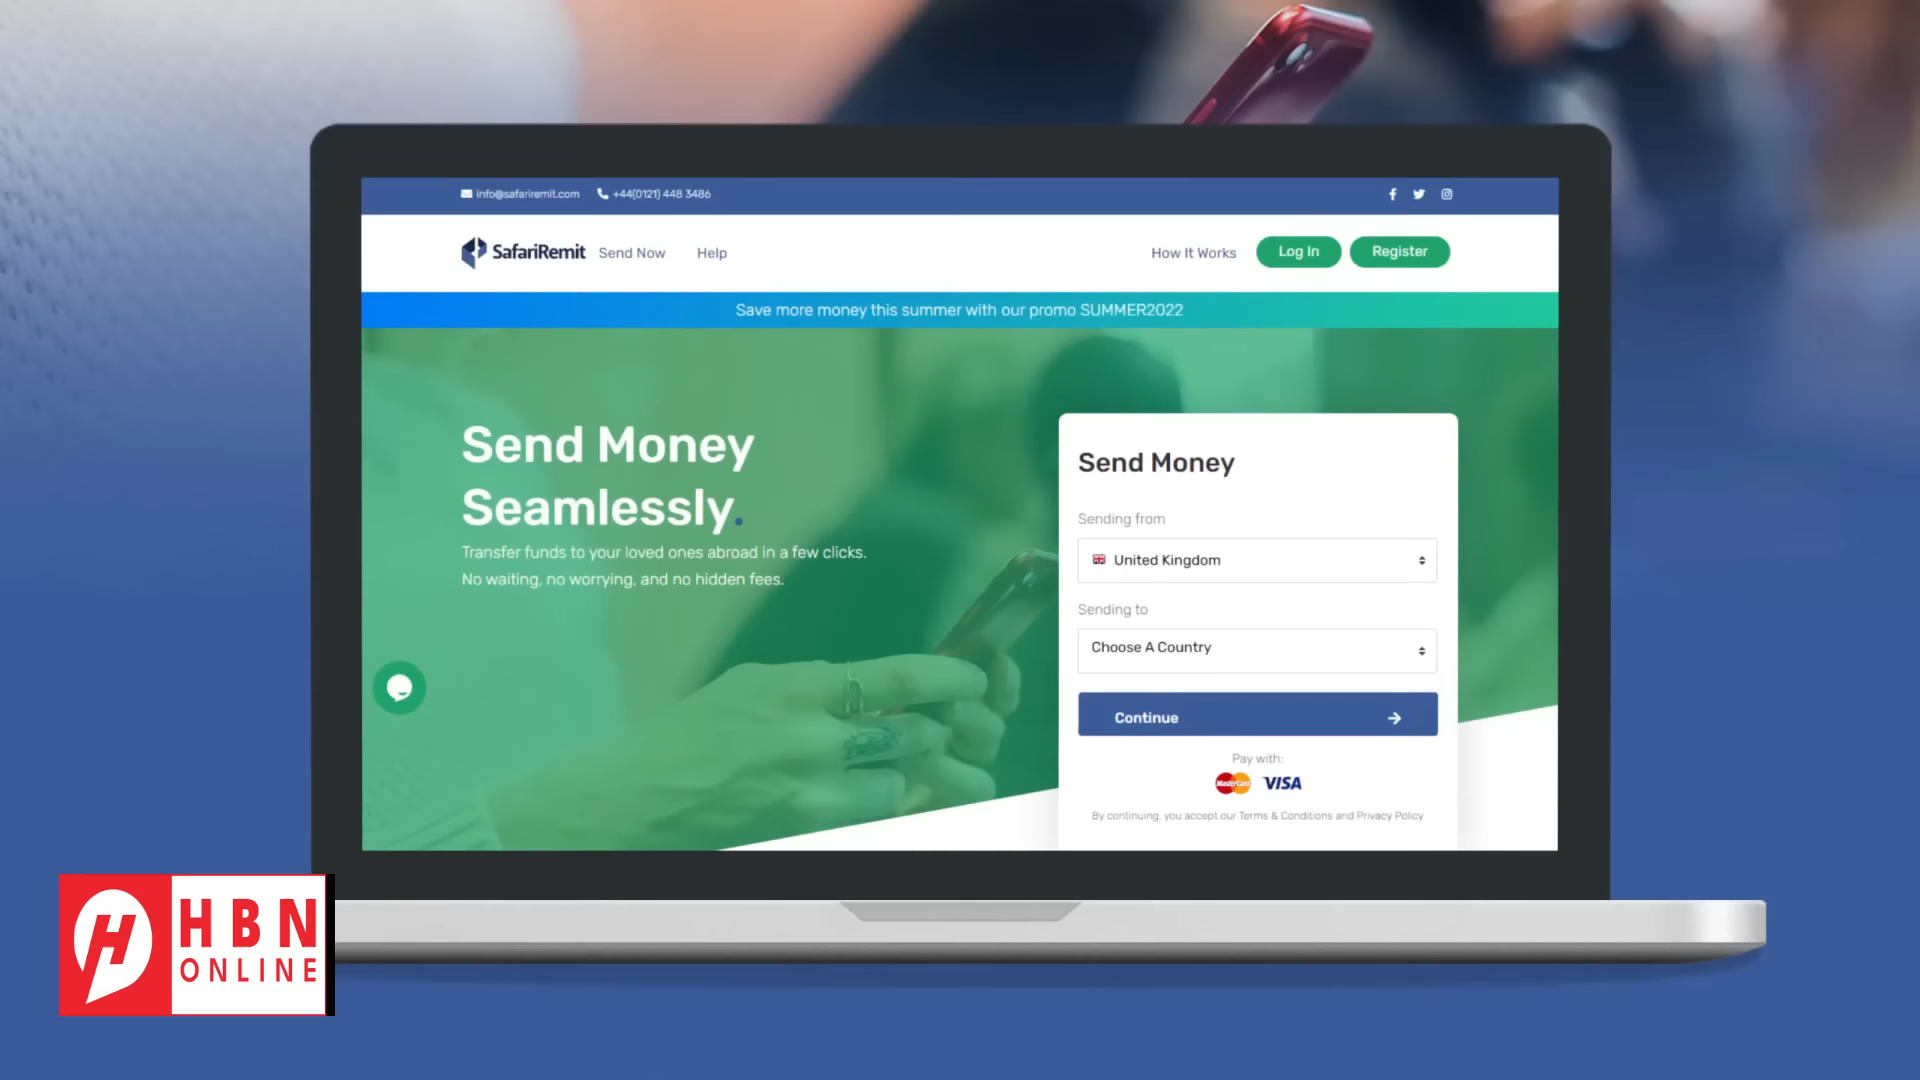 info@safariremit.com
+44(0121) 448 3486
SafariRemit
Send Now
Help
How It Works
Log In
Register
Save more money this summer with our promo SUMMER2022
Send Money
Seamlessly.
Transfer funds to your loved ones abroad in a few clicks.
No waiting, no worrying, and no hidden fees.
Send Money
Sending from
United Kingdom
Sending to
Choose A Country
Continue
Pay with:
MasterCard
VISA
By continuing, you accept our Terms & Conditions and Privacy Policy
H
HBN
ONLINE